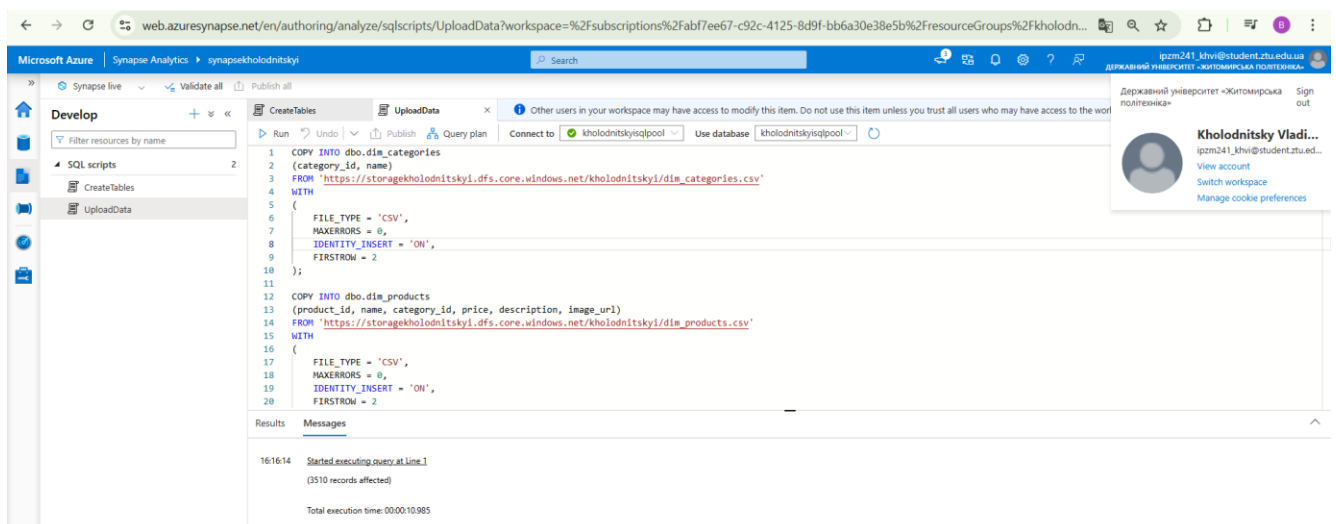 web.azuresynapse.net/en/authoring/analyze/sqlscripts/UploadData?workspace=%2Fsubscriptions%2Fabf7ee67-c92c-4125-8d9f-bb6a30e38e5b%2FresourceGroups%2Fkholodn...
B
Microsoft Azure | Synapse Analytics ▸ synapsekholodnitskyi
Search
3
ipzm241_khvi@student.ztu.edu.ua
ДЕРЖАВНИЙ УНІВЕРСИТЕТ «ЖИТОМИРСЬКА ПОЛІТЕХНІКА»
Synapse live Validate all Publish all
Державний університет «Житомирська політехніка»
Sign out
Kholodnitsky Vladi...
ipzm241_khvi@student.ztu.ed...
View account
Switch workspace
Manage cookie preferences
Develop
Filter resources by name
SQL scripts 2
CreateTables
UploadData
CreateTables UploadData
Other users in your workspace may have access to modify this item. Do not use this item unless you trust all users who may have access to the worl
Run Undo Publish Query plan Connect to kholodnitskyisqlpool Use database kholodnitskyisqlpool
1 COPY INTO dbo.dim_categories
2 (category_id, name)
3 FROM 'https://storagekholodnitskyi.dfs.core.windows.net/kholodnitskyi/dim_categories.csv'
4 WITH
5 (
6 FILE_TYPE = 'CSV',
7 MAXERRORS = 0,
8 IDENTITY_INSERT = 'ON',
9 FIRSTROW = 2
10 );
11
12 COPY INTO dbo.dim_products
13 (product_id, name, category_id, price, description, image_url)
14 FROM 'https://storagekholodnitskyi.dfs.core.windows.net/kholodnitskyi/dim_products.csv'
15 WITH
16 (
17 FILE_TYPE = 'CSV',
18 MAXERRORS = 0,
19 IDENTITY_INSERT = 'ON',
20 FIRSTROW = 2
Results Messages
16:16:14 Started executing query at Line 1
(3510 records affected)
Total execution time: 00:00:10.985